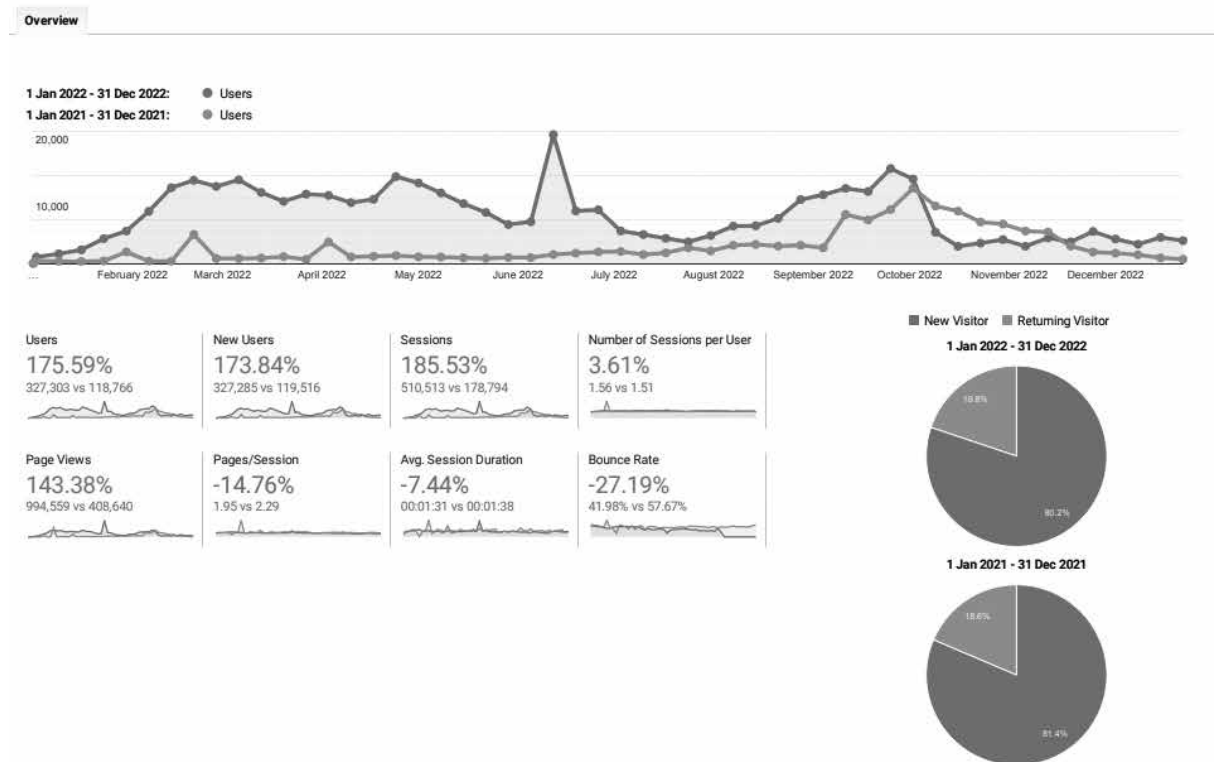 Overview
1 Jan 2022 - 31 Dec 2022: Users
1 Jan 2021 - 31 Dec 2021: Users
20,000
10,000
... February 2022 March 2022 April 2022 May 2022 June 2022 July 2022 August 2022 September 2022 October 2022 November 2022 December 2022
Users
175.59%
327,303 vs 118,766
New Users
173.84%
327,285 vs 119,516
Sessions
185.53%
510,513 vs 178,794
Number of Sessions per User
3.61%
1.56 vs 1.51
Page Views
143.38%
994,559 vs 408,640
Pages/Session
-14.76%
1.95 vs 2.29
Avg. Session Duration
-7.44%
00:01:31 vs 00:01:38
Bounce Rate
-27.19%
41.98% vs 57.67%
New Visitor Returning Visitor
1 Jan 2022 - 31 Dec 2022
19.8%
80.2%
1 Jan 2021 - 31 Dec 2021
18.6%
81.4%